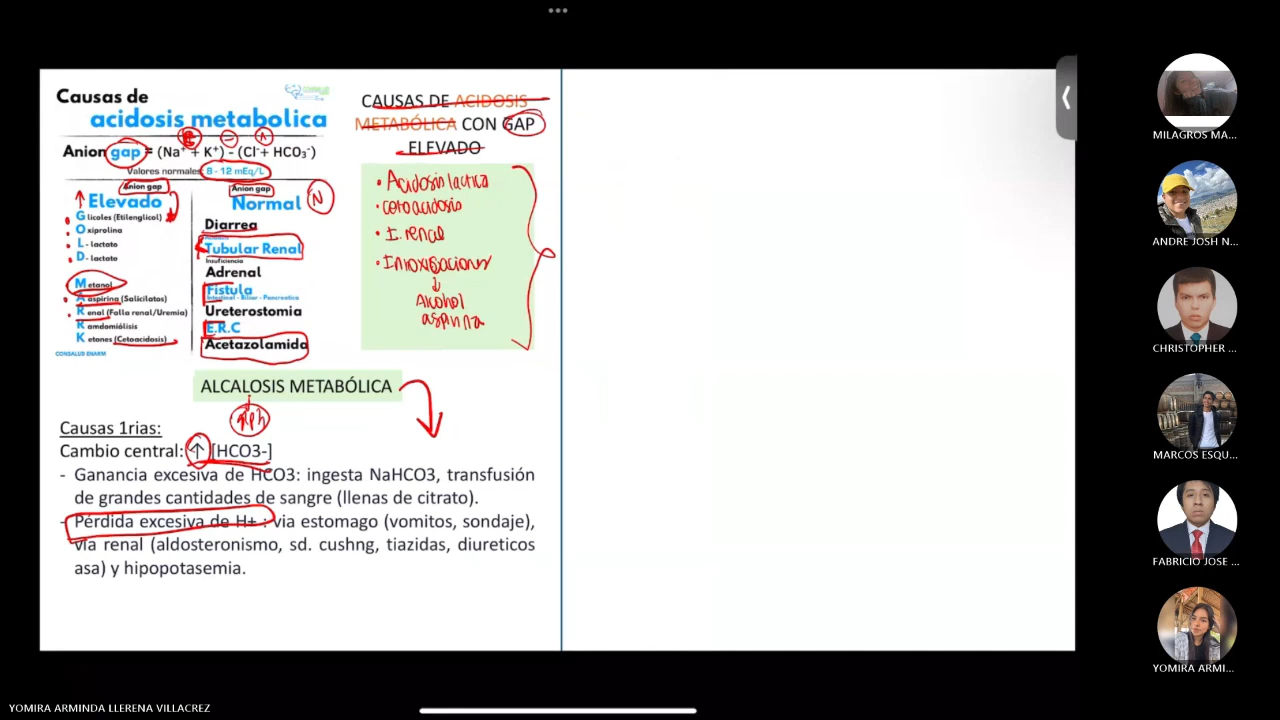 Causas de
acidosis metabolica
Anion gap = (Na⁺ + K⁺) - (Cl⁻+ HCO₃⁻)
Valores normales 8 - 12 mEq/L
Anion gap
Elevado
Glicoles (Etilenglicol)
Oxiprolina
L - lactato
D - lactato
Metanol
Aspirina (Salicilatos)
Renal (Falla renal/Uremia)
Ramdomiólisis
Ketones (Cetoacidosis)
CONSALUD ENARM
Anion gap
Normal
N
Diarrea
Tubular Renal
Insuficiencia
Adrenal
Fístula
Intestinal - Biliar - Pancreatica
Ureterostomia
E.R.C
Acetazolamida
CAUSAS DE ACIDOSIS
METABÓLICA CON GAP
ELEVADO
• Acidosis lactica
• cetoacidosis
• I. renal
• Intoxicaciones
Alcohol
aspirina
ALCALOSIS METABÓLICA
↑ph
Causas 1rias:
Cambio central: ↑ [HCO3-]
- Ganancia excesiva de HCO3: ingesta NaHCO3, transfusión
de grandes cantidades de sangre (llenas de citrato).
- Pérdida excesiva de H+ : via estomago (vomitos, sondaje),
via renal (aldosteronismo, sd. cushng, tiazidas, diureticos
asa) y hipopotasemia.
MILAGROS MA...
ANDRE JOSH N...
CHRISTOPHER ...
MARCOS ESQU...
FABRICIO JOSE ...
YOMIRA ARMI...
YOMIRA ARMINDA LLERENA VILLACREZ